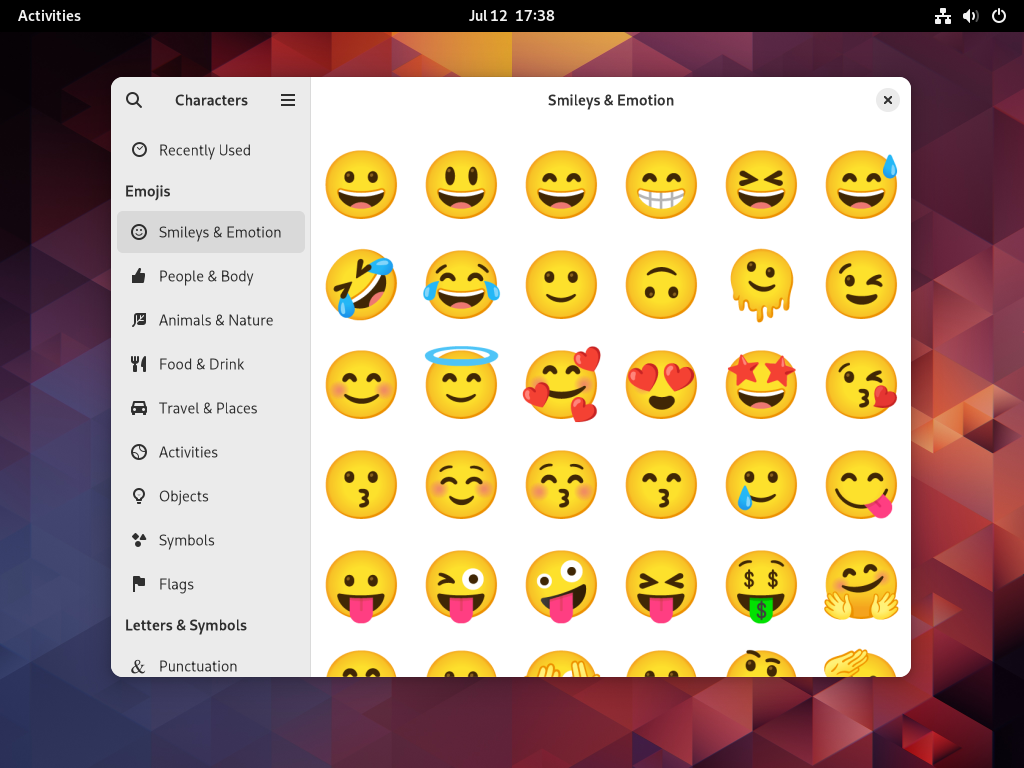 Activities
Jul 12 17:38
Characters
Smileys & Emotion
Recently Used
Emojis
Smileys & Emotion
People & Body
Animals & Nature
Food & Drink
Travel & Places
Activities
Objects
Symbols
Flags
Letters & Symbols
& Punctuation